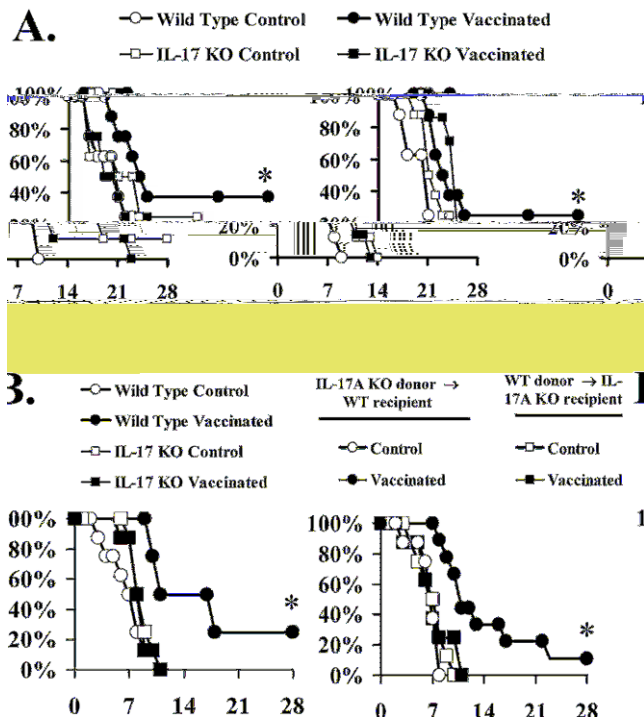 A.
Wild Type Control Wild Type Vaccinated
IL-17 KO Control IL-17 KO Vaccinated
100% 100%
80% 80%
60% 60%
40% * 40% *
20% 20%
0% 0%
7 14 21 28 0 7 14 21 28 0
B.
Wild Type Control
Wild Type Vaccinated
IL-17 KO Control
IL-17 KO Vaccinated
IL-17A KO donor →
WT recipient
Control
Vaccinated
WT donor → IL-
17A KO recipient
Control
Vaccinated
00% 100% 1
80% 80%
60% 60%
40% * 40%
20% 20% *
0% 0%
0 7 14 21 28 0 7 14 21 28